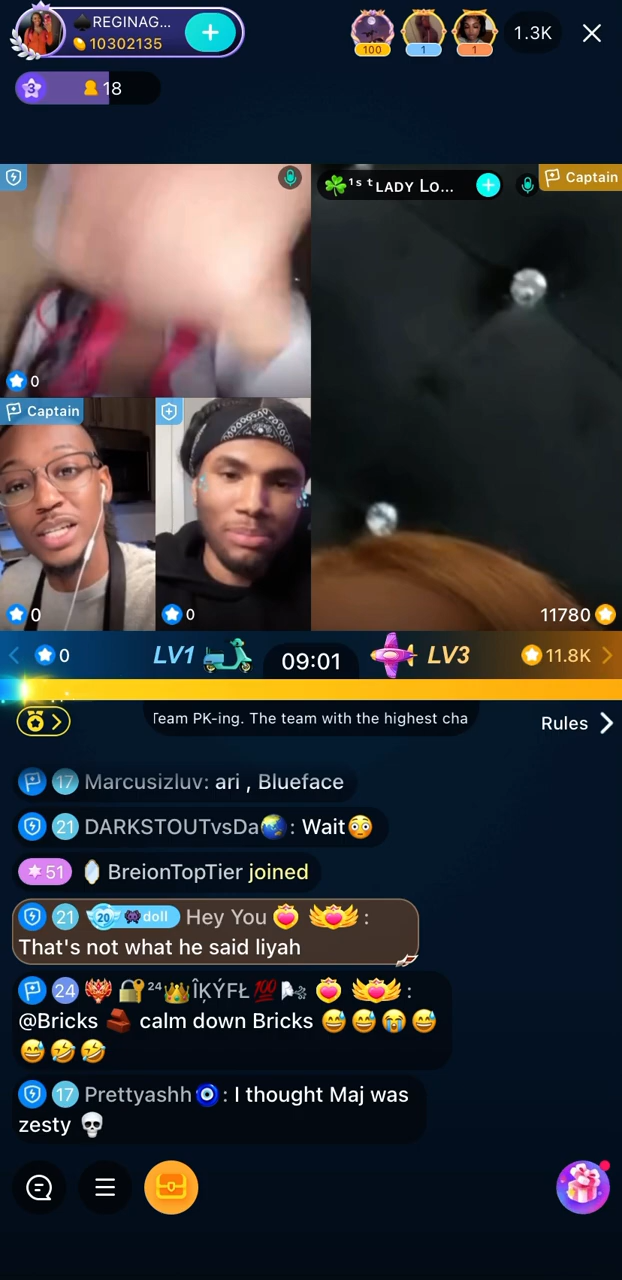 ♠️REGINAG...
10302135
100
1
1
1.3K
3
18
☘️¹ˢᵗLADY Lo...
Captain
0
Captain
0
0
11780
0
LV1
09:01
LV3
11.8K
Team PK-ing. The team with the highest cha
Rules
17 Marcusizluv: ari , Blueface
21 DARKSTOUTvsDa🌏: Wait😳
51 🪞 BreionTopTier joined
21 20 doll Hey You :
That's not what he said liyah
24 🔐²⁴👑ÎĶÝFŁ💯🌬️ :
@Bricks 🧱 calm down Bricks 😅😅😭😅
😅🤣🤣
17 Prettyashh🧿: I thought Maj was
zesty 💀